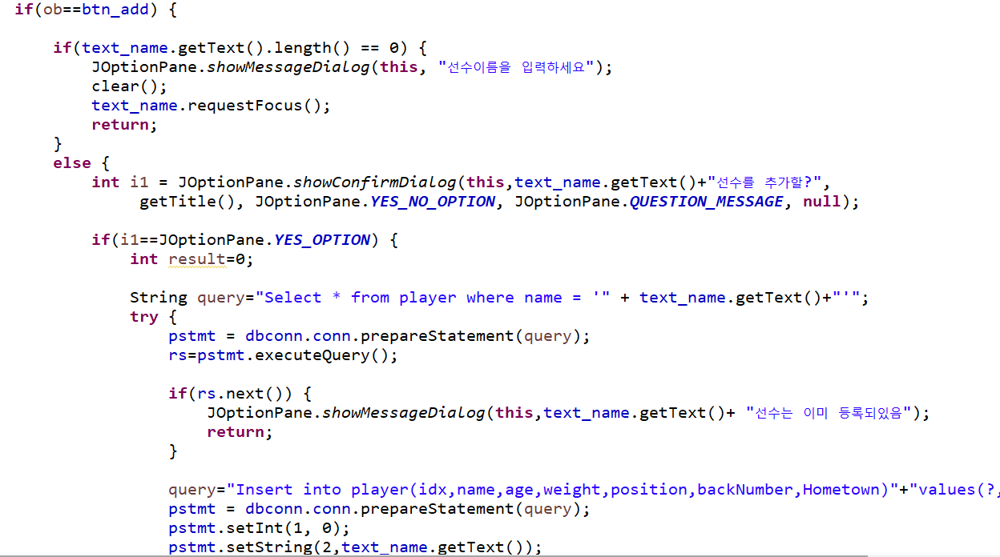 if(ob==btn_add) {
if(text_name.getText().length() == 0) {
JOptionPane.showMessageDialog(this, "선수이름을 입력하세요");
clear();
text_name.requestFocus();
return;
}
else {
int i1 = JOptionPane.showConfirmDialog(this,text_name.getText()+"선수를 추가할?",
getTitle(), JOptionPane.YES_NO_OPTION, JOptionPane.QUESTION_MESSAGE, null);
if(i1==JOptionPane.YES_OPTION) {
int result=0;
String query="Select * from player where name = '" + text_name.getText()+"'";
try {
pstmt = dbconn.conn.prepareStatement(query);
rs=pstmt.executeQuery();
if(rs.next()) {
JOptionPane.showMessageDialog(this,text_name.getText()+ "선수는 이미 등록되있음");
return;
}
query="Insert into player(idx,name,age,weight,position,backNumber,Hometown)"+"values(?,
pstmt = dbconn.conn.prepareStatement(query);
pstmt.setInt(1, 0);
pstmt.setString(2,text_name.getText());